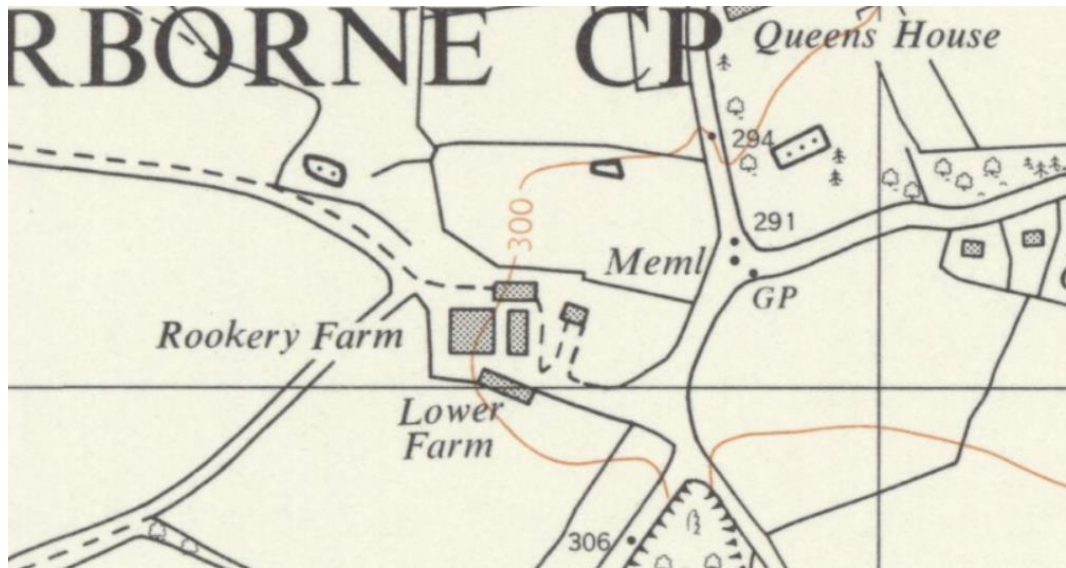 RBORNE CP
Queens House
294
300
291
Meml
GP
Rookery Farm
Lower
Farm
306